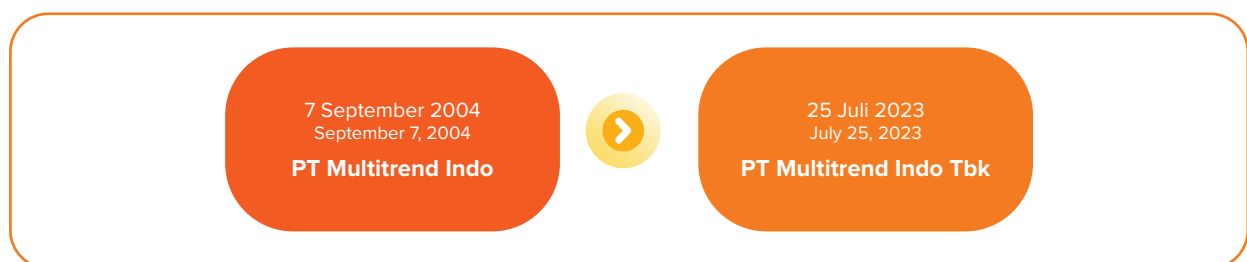 7 September 2004
September 7, 2004
PT Multitrend Indo
25 Juli 2023
July 25, 2023
PT Multitrend Indo Tbk